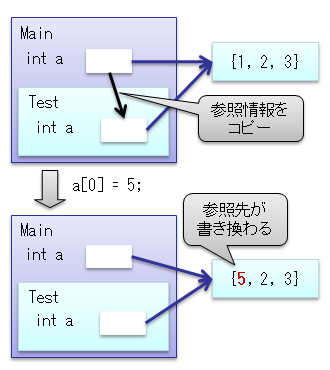 Main
int a
{1, 2, 3}
Test
int a
参照情報を
コピー
a[0] = 5;
参照先が
書き換わる
Main
int a
{5, 2, 3}
Test
int a